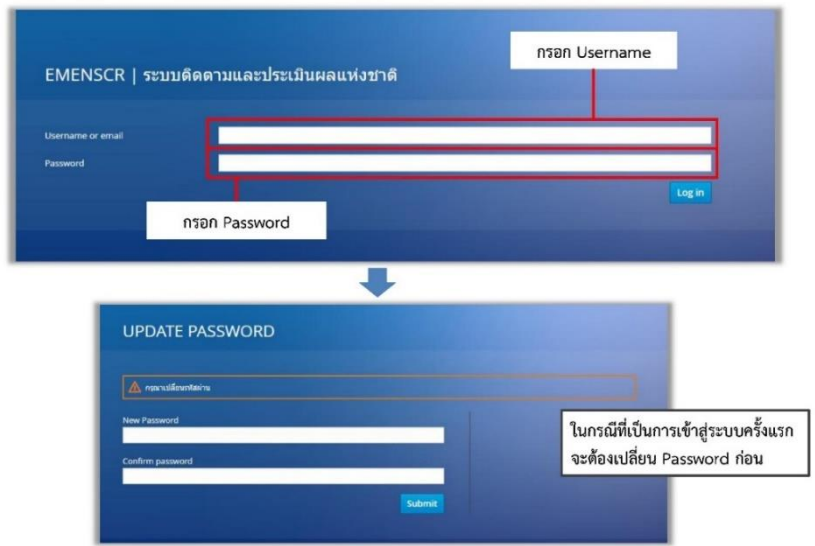 กรอก Username
EMENSCR | ระบบติดตามและประเมินผลแห่งชาติ
Username or email
Password
Log in
กรอก Password
UPDATE PASSWORD
กรุณาเปลี่ยนรหัสผ่าน
New Password
Confirm password
Submit
ในกรณีที่เป็นการเข้าสู่ระบบครั้งแรก
จะต้องเปลี่ยน Password ก่อน